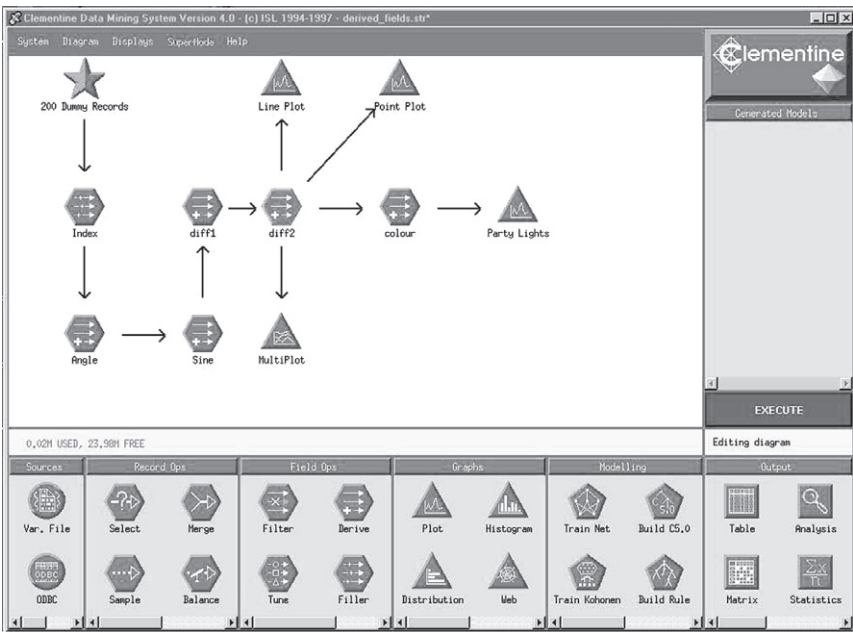 Clementine Data Mining System Version 4.0 - (c) ISL 1994-1997 - derived_fields.str*
System Diagram Displays SuperNode Help
Clementine
200 Dummy Records
Line Plot
Point Plot
Generated Models
Index
diff1
diff2
colour
Party Lights
Angle
Sine
MultiPlot
EXECUTE
0.02M USED, 23.98M FREE
Editing diagram
Sources
Record Ops
Field Ops
Graphs
Modelling
Output
Var. File
Select
Merge
Filter
Derive
Plot
Histogram
Train Net
C5.0
Build C5.0
Table
Analysis
ODBC
ODBC
Sample
Balance
Tune
Filler
Distribution
Web
Train Kohonen
Build Rule
Matrix
Σx
n
Statistics